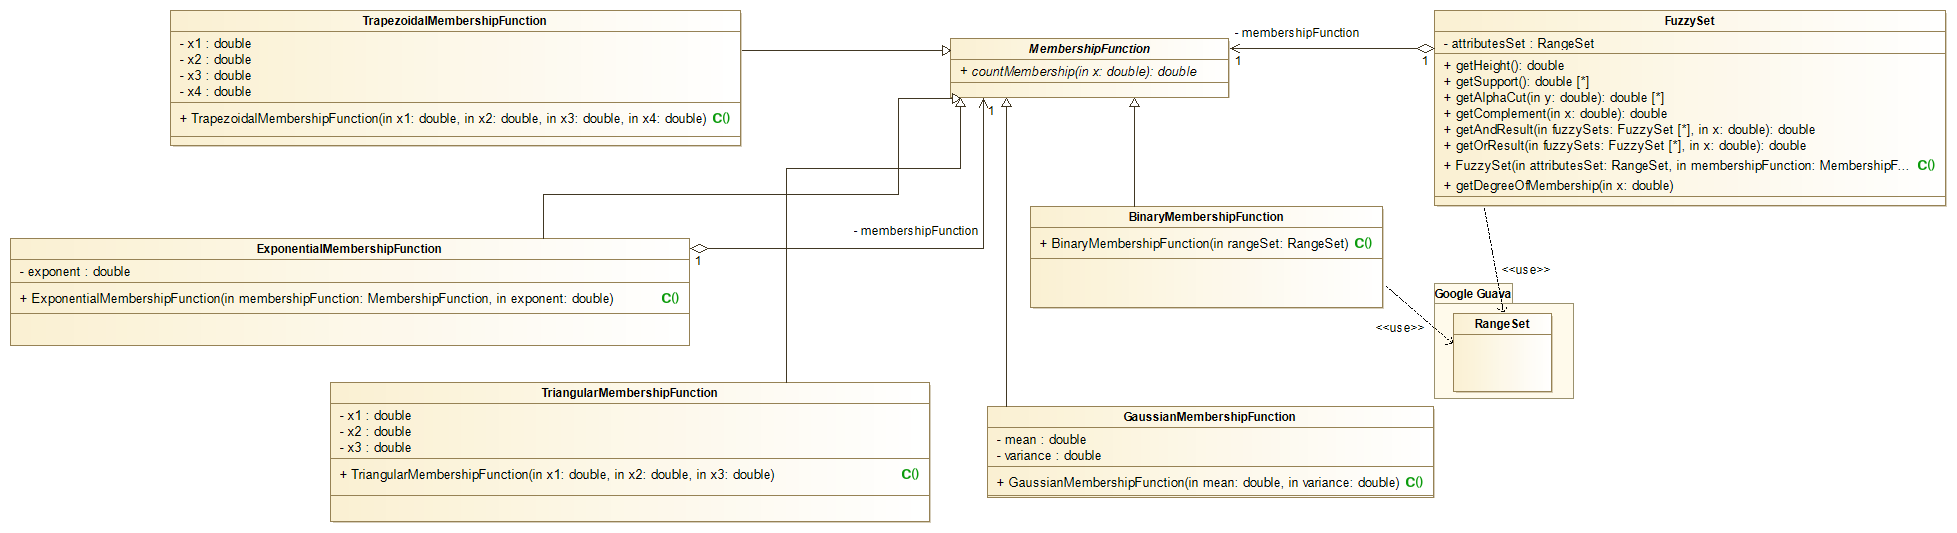 TrapezoidalMembershipFunction
- x1 : double
- x2 : double
- x3 : double
- x4 : double
+ TrapezoidalMembershipFunction(in x1: double, in x2: double, in x3: double, in x4: double) C()
MembershipFunction
+ countMembership(in x: double): double
- membershipFunction
1
1
FuzzySet
- attributesSet : RangeSet
+ getHeight(): double
+ getSupport(): double [*]
+ getAlphaCut(in y: double): double [*]
+ getComplement(in x: double): double
+ getAndResult(in fuzzySets: FuzzySet [*], in x: double): double
+ getOrResult(in fuzzySets: FuzzySet [*], in x: double): double
+ FuzzySet(in attributesSet: RangeSet, in membershipFunction: MembershipF... C()
+ getDegreeOfMembership(in x: double)
1
- membershipFunction
1
ExponentialMembershipFunction
- exponent : double
+ ExponentialMembershipFunction(in membershipFunction: MembershipFunction, in exponent: double) C()
BinaryMembershipFunction
+ BinaryMembershipFunction(in rangeSet: RangeSet) C()
<<use>>
<<use>>
Google Guava
RangeSet
TriangularMembershipFunction
- x1 : double
- x2 : double
- x3 : double
+ TriangularMembershipFunction(in x1: double, in x2: double, in x3: double) C()
GaussianMembershipFunction
- mean : double
- variance : double
+ GaussianMembershipFunction(in mean: double, in variance: double) C()